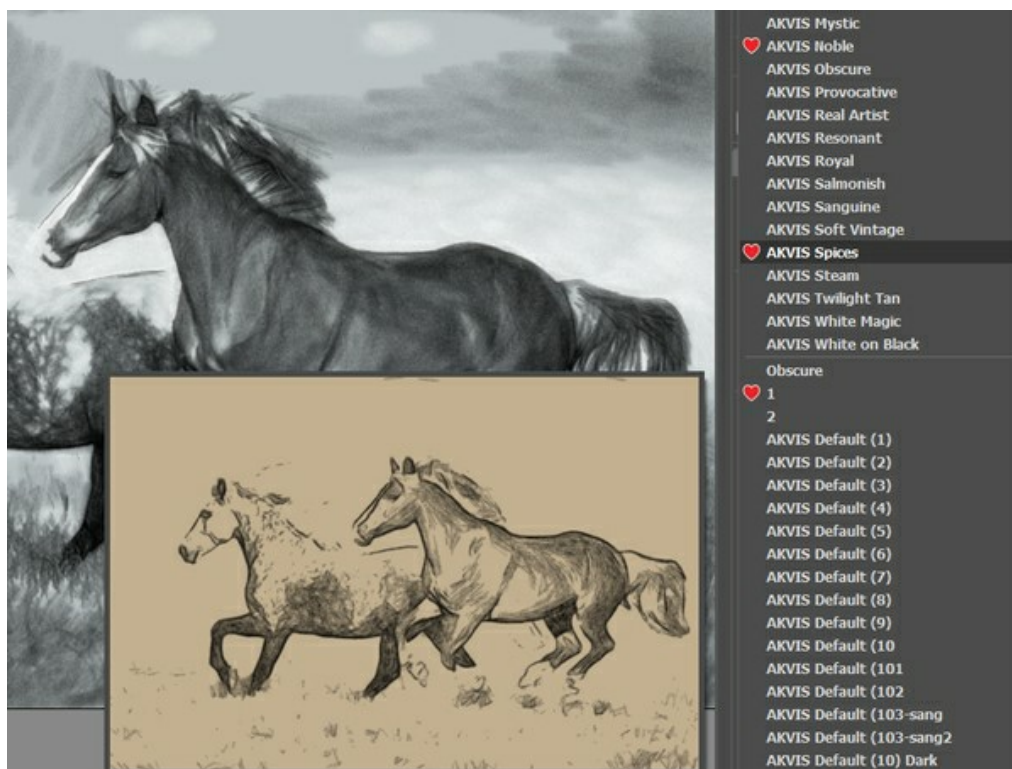 AKVIS Mystic
AKVIS Noble
AKVIS Obscure
AKVIS Provocative
AKVIS Real Artist
AKVIS Resonant
AKVIS Royal
AKVIS Salmonish
AKVIS Sanguine
AKVIS Soft Vintage
AKVIS Spices
AKVIS Steam
AKVIS Twilight Tan
AKVIS White Magic
AKVIS White on Black
Obscure
1
2
AKVIS Default (1)
AKVIS Default (2)
AKVIS Default (3)
AKVIS Default (4)
AKVIS Default (5)
AKVIS Default (6)
AKVIS Default (7)
AKVIS Default (8)
AKVIS Default (9)
AKVIS Default (10
AKVIS Default (101
AKVIS Default (102
AKVIS Default (103-sang
AKVIS Default (103-sang2
AKVIS Default (10) Dark